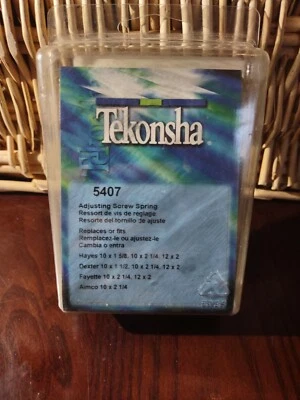 Tekonsha®
5407
Adjusting Screw Spring
Ressort de vis de reglage
Resorte del tornillo de ajuste
Replaces or fits
Remplacez-le ou ajustez-le
Cambia o entra
Hayes 10 x 1 5/8, 10 x 2 1/4, 12 x 2
Dexter 10 x 1 1/2, 10 x 2 1/4, 12 x 2
Fayette 10 x 2 1/4, 12 x 2
Aimco 10 x 2 1/4